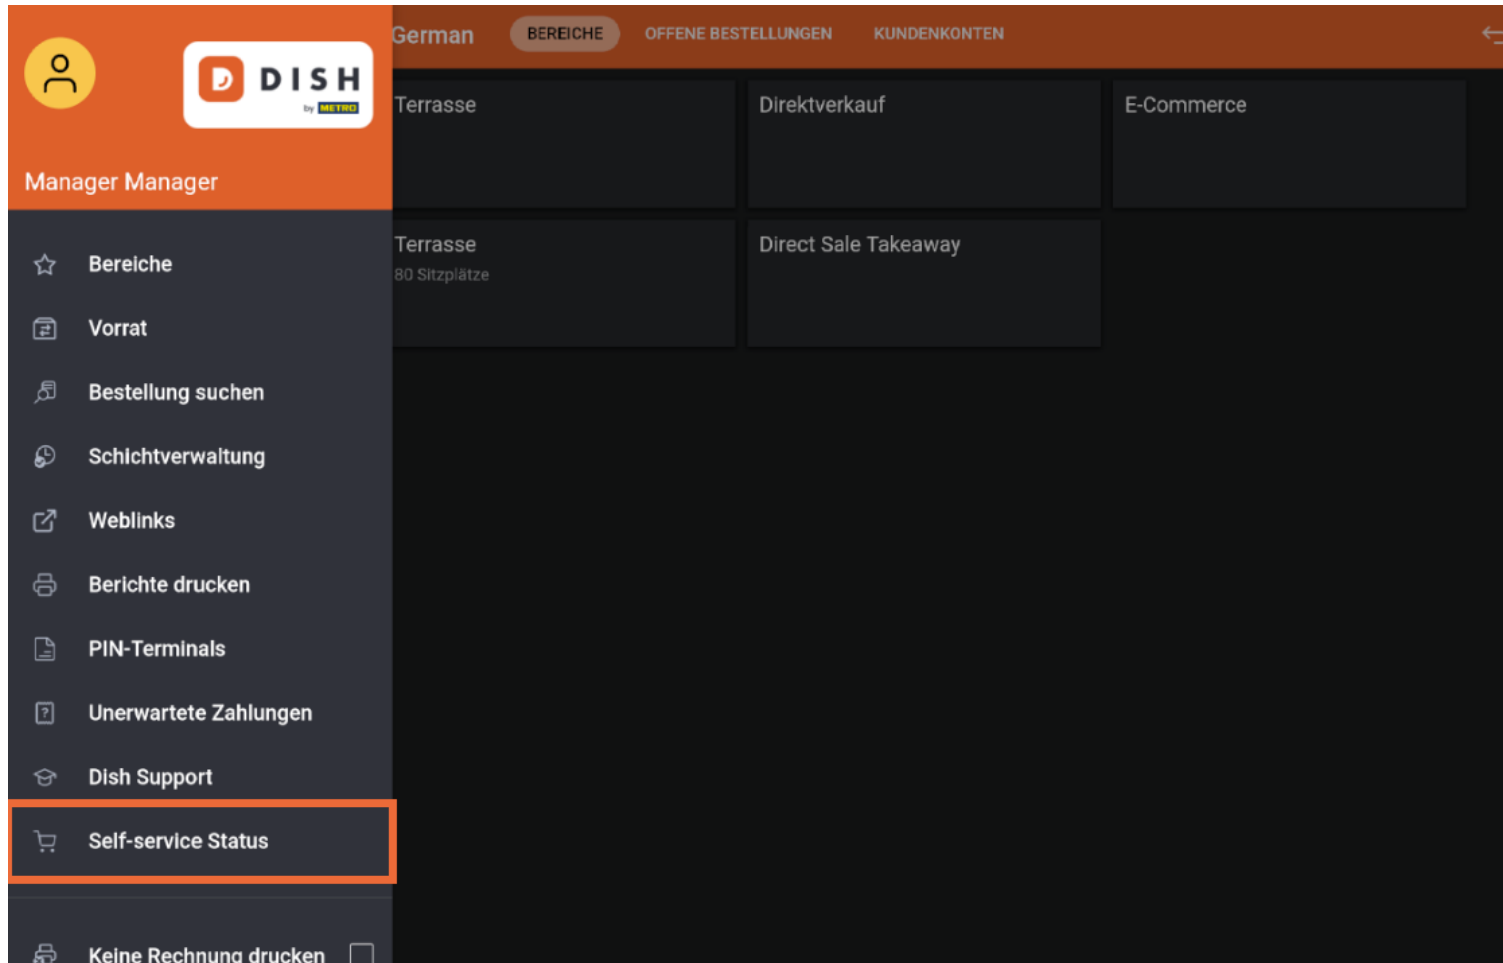 DISH
by METRO
Manager Manager
Bereiche
Vorrat
Bestellung suchen
Schichtverwaltung
Weblinks
Berichte drucken
PIN-Terminals
Unerwartete Zahlungen
Dish Support
Self-service Status
Keine Rechnung drucken
German BEREICHE OFFENE BESTELLUNGEN KUNDENKONTEN
Terrasse Direktverkauf E-Commerce
Terrasse Direct Sale Takeaway
80 Sitzplätze